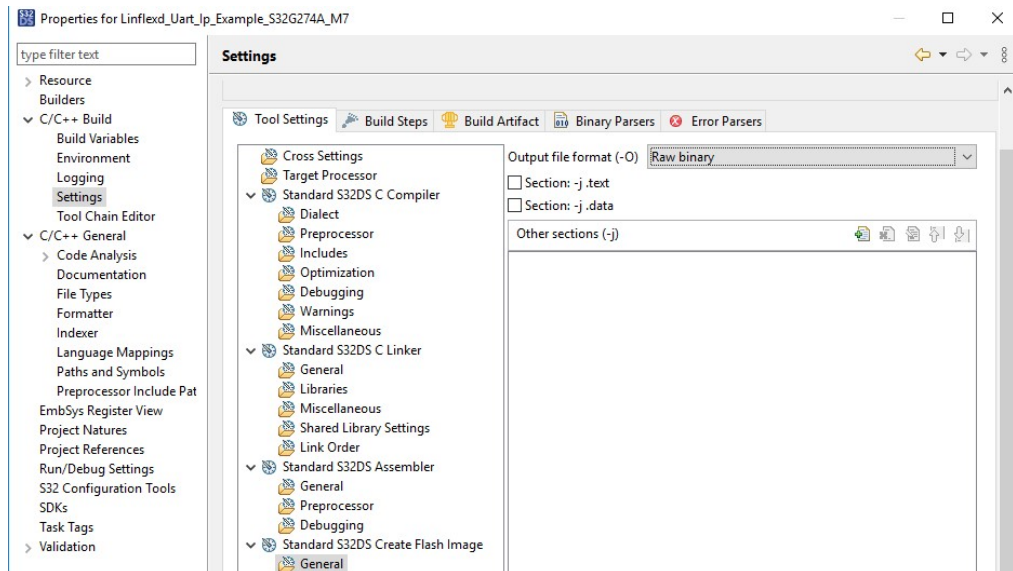 Properties for Linflexd_Uart_Ip_Example_S32G274A_M7
type filter text
Resource
Builders
C/C++ Build
Build Variables
Environment
Logging
Settings
Tool Chain Editor
C/C++ General
Code Analysis
Documentation
File Types
Formatter
Indexer
Language Mappings
Paths and Symbols
Preprocessor Include Pat
EmbSys Register View
Project Natures
Project References
Run/Debug Settings
S32 Configuration Tools
SDKs
Task Tags
Validation
Settings
Tool Settings Build Steps Build Artifact Binary Parsers Error Parsers
Cross Settings
Target Processor
Standard S32DS C Compiler
Dialect
Preprocessor
Includes
Optimization
Debugging
Warnings
Miscellaneous
Standard S32DS C Linker
General
Libraries
Miscellaneous
Shared Library Settings
Link Order
Standard S32DS Assembler
General
Preprocessor
Debugging
Standard S32DS Create Flash Image
General
Output file format (-O) Raw binary
Section: -j .text
Section: -j .data
Other sections (-j)